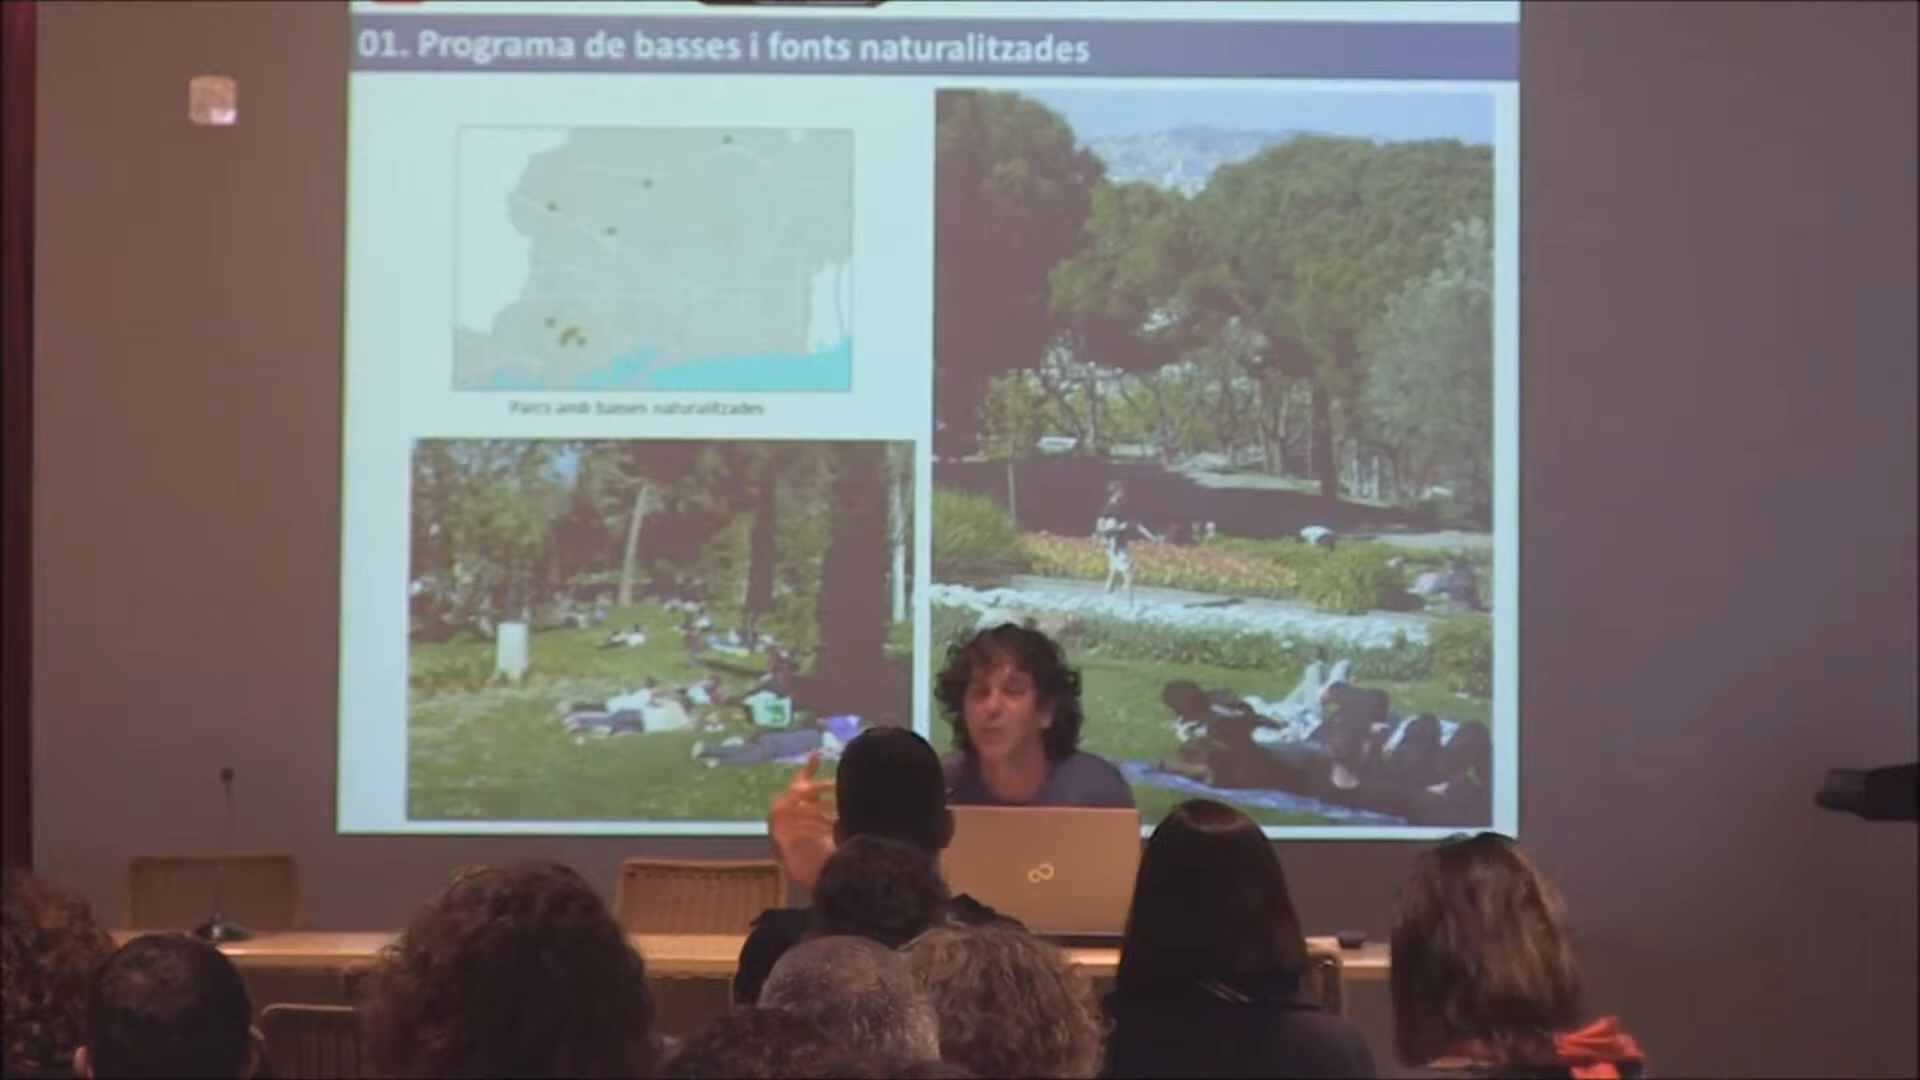 01. Programa de basses i fonts naturalitzades
Parcs amb basses naturalitzades